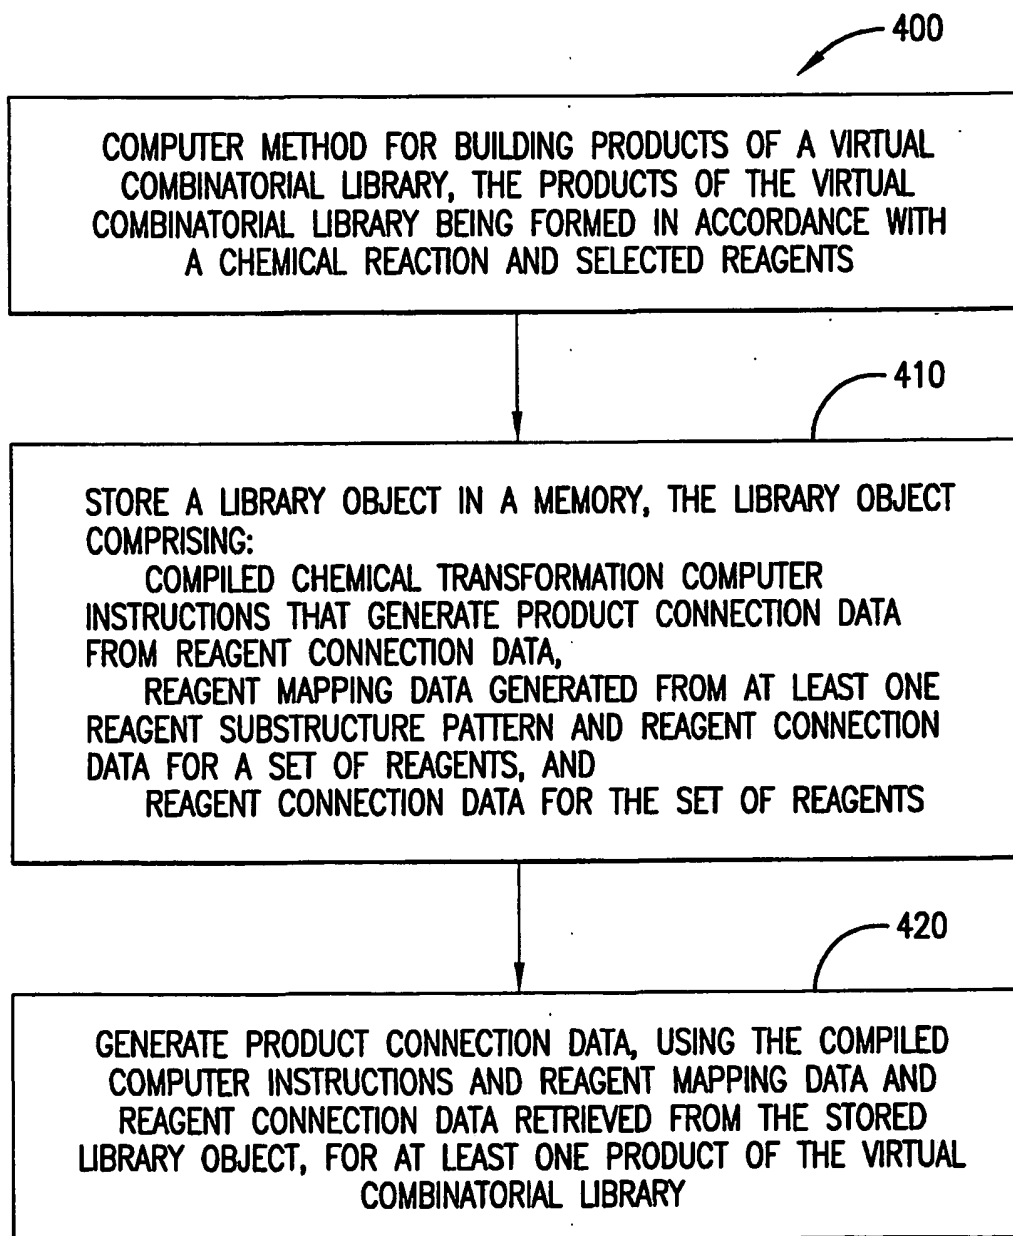 400
COMPUTER METHOD FOR BUILDING PRODUCTS OF A VIRTUAL
COMBINATORIAL LIBRARY, THE PRODUCTS OF THE VIRTUAL
COMBINATORIAL LIBRARY BEING FORMED IN ACCORDANCE WITH
A CHEMICAL REACTION AND SELECTED REAGENTS
410
STORE A LIBRARY OBJECT IN A MEMORY, THE LIBRARY OBJECT
COMPRISING:
COMPILED CHEMICAL TRANSFORMATION COMPUTER
INSTRUCTIONS THAT GENERATE PRODUCT CONNECTION DATA
FROM REAGENT CONNECTION DATA,
REAGENT MAPPING DATA GENERATED FROM AT LEAST ONE
REAGENT SUBSTRUCTURE PATTERN AND REAGENT CONNECTION
DATA FOR A SET OF REAGENTS, AND
REAGENT CONNECTION DATA FOR THE SET OF REAGENTS
420
GENERATE PRODUCT CONNECTION DATA, USING THE COMPILED
COMPUTER INSTRUCTIONS AND REAGENT MAPPING DATA AND
REAGENT CONNECTION DATA RETRIEVED FROM THE STORED
LIBRARY OBJECT, FOR AT LEAST ONE PRODUCT OF THE VIRTUAL
COMBINATORIAL LIBRARY